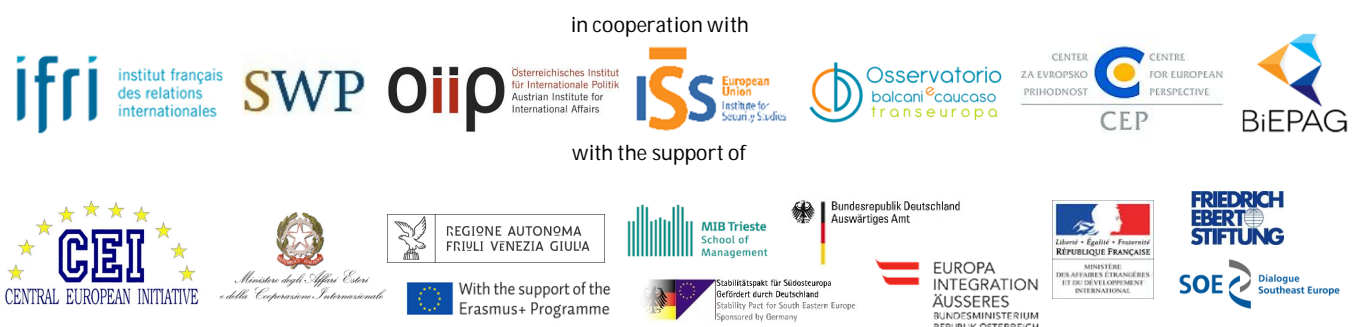 in cooperation with
ifri
institut français
des relations
internationales
SWP
oiip
Österreichisches Institut
für Internationale Politik
Austrian Institute for
International Affairs
ISS
European
Union
Institute for
Security Studies
Osservatorio
balcani e caucaso
transeuropa
CENTER
ZA EVROPSKO
PRIHODNOST
CENTRE
FOR EUROPEAN
PERSPECTIVE
CEP
BiEPAG
with the support of
CEI
CENTRAL EUROPEAN INITIATIVE
Ministero degli Affari Esteri
e della Cooperazione Internazionale
REGIONE AUTONOMA
FRIULI VENEZIA GIULIA
With the support of the
Erasmus+ Programme
MIB Trieste
School of
Management
Stabilitätspakt für Südosteuropa
Gefördert durch Deutschland
Stability Pact for South Eastern Europe
Sponsored by Germany
Bundesrepublik Deutschland
Auswärtiges Amt
EUROPA
INTEGRATION
ÄUSSERES
BUNDESMINISTERIUM
REPUBLIK ÖSTERREICH
Liberté • Égalité • Fraternité
RÉPUBLIQUE FRANÇAISE
MINISTÈRE
DES AFFAIRES ÉTRANGÈRES
ET DU DÉVELOPPEMENT
INTERNATIONAL
FRIEDRICH
EBERT
STIFTUNG
SOE
Dialogue
Southeast Europe